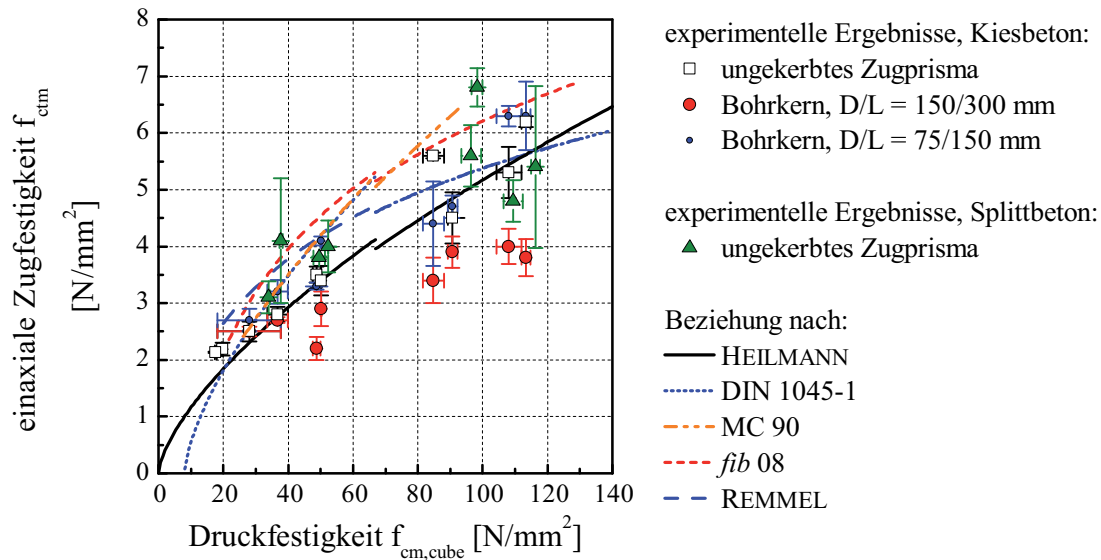 einaxiale Zugfestigkeit f_ctm
[N/mm²]
8
7
6
5
4
3
2
1
0
0 20 40 60 80 100 120 140
Druckfestigkeit f_cm,cube [N/mm²]
experimentelle Ergebnisse, Kiesbeton:
ungekerbtes Zugprisma
Bohrkern, D/L = 150/300 mm
Bohrkern, D/L = 75/150 mm
experimentelle Ergebnisse, Splittbeton:
ungekerbtes Zugprisma
Beziehung nach:
HEILMANN
DIN 1045-1
MC 90
fib 08
REMMEL